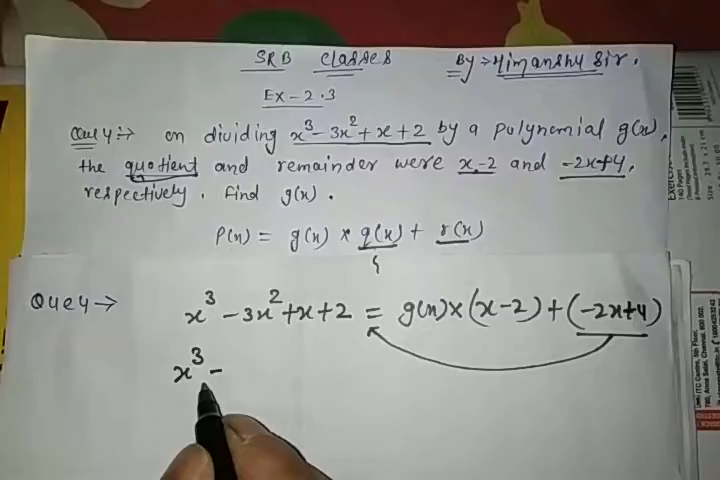 SRB Classes By → Himanshu Sir.
Ex - 2.3
Que 4 :→ on dividing x³ - 3x² + x + 2 by a polynomial g(x),
the quotient and remainder were x-2 and -2x+4,
respectively. Find g(x).
P(x) = g(x) × q(x) + r(x)
Que 4 → x³ - 3x² + x + 2 = g(x) × (x-2) + (-2x+4)
x³ -